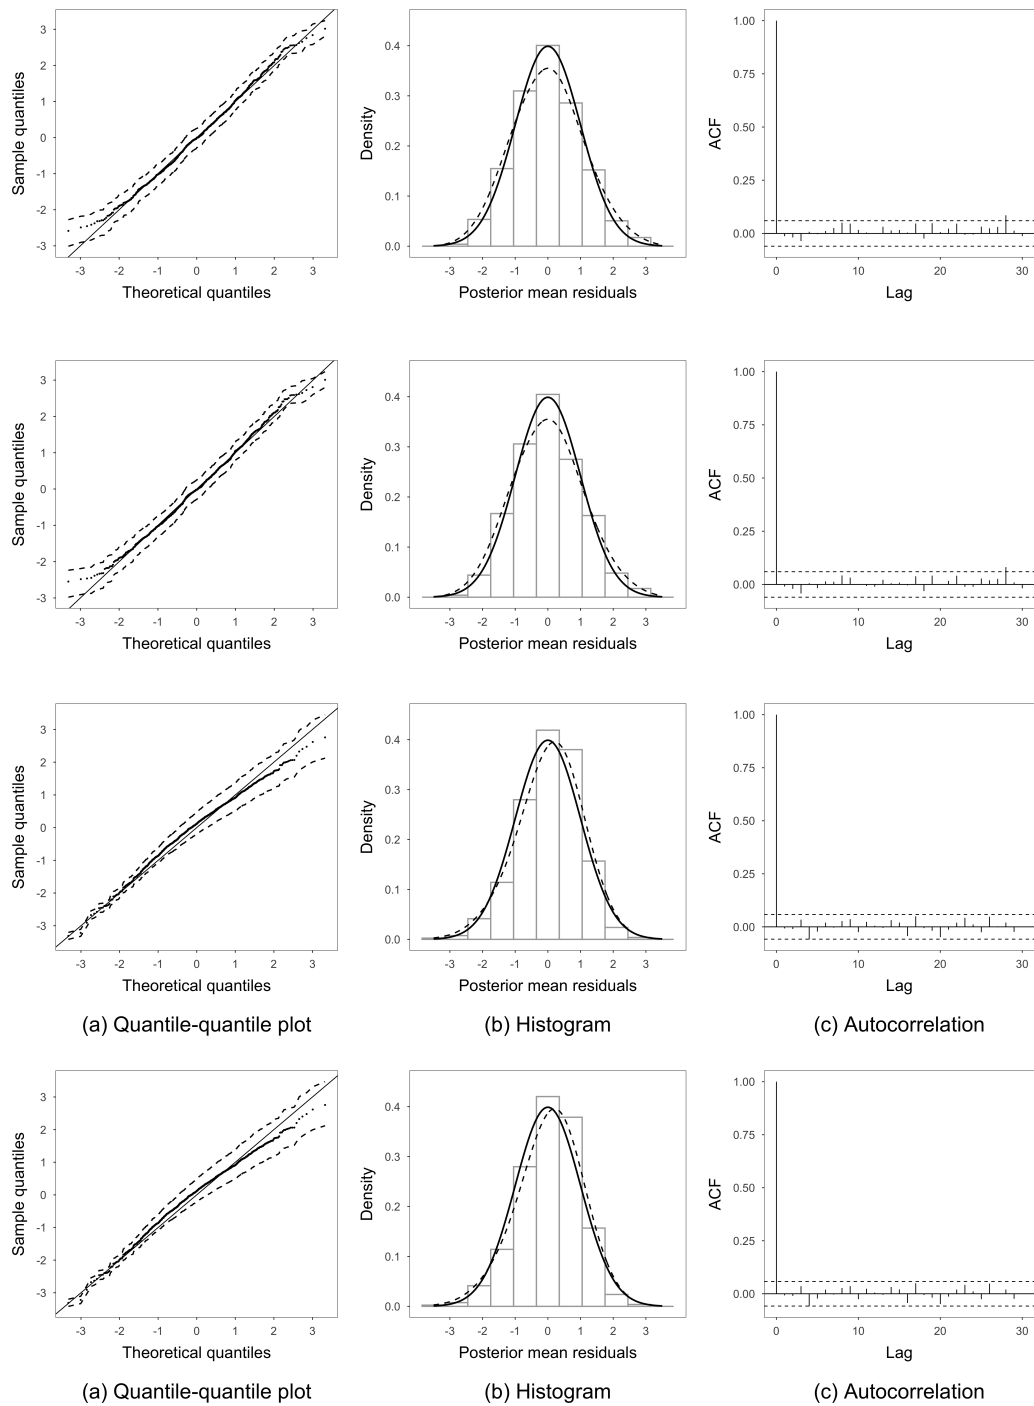 3
2
1
0
-1
-2
-3
Sample quantiles
-3 -2 -1 0 1 2 3
Theoretical quantiles
0.4
0.3
0.2
0.1
0.0
Density
-3 -2 -1 0 1 2 3
Posterior mean residuals
1.00
0.75
0.50
0.25
0.00
ACF
0 10 20 30
Lag
3
2
1
0
-1
-2
-3
Sample quantiles
-3 -2 -1 0 1 2 3
Theoretical quantiles
0.4
0.3
0.2
0.1
0.0
Density
-3 -2 -1 0 1 2 3
Posterior mean residuals
1.00
0.75
0.50
0.25
0.00
ACF
0 10 20 30
Lag
3
2
1
0
-1
-2
-3
Sample quantiles
-3 -2 -1 0 1 2 3
Theoretical quantiles
(a) Quantile-quantile plot
0.4
0.3
0.2
0.1
0.0
Density
-3 -2 -1 0 1 2 3
Posterior mean residuals
(b) Histogram
1.00
0.75
0.50
0.25
0.00
ACF
0 10 20 30
Lag
(c) Autocorrelation
3
2
1
0
-1
-2
-3
Sample quantiles
-3 -2 -1 0 1 2 3
Theoretical quantiles
(a) Quantile-quantile plot
0.4
0.3
0.2
0.1
0.0
Density
-3 -2 -1 0 1 2 3
Posterior mean residuals
(b) Histogram
1.00
0.75
0.50
0.25
0.00
ACF
0 10 20 30
Lag
(c) Autocorrelation